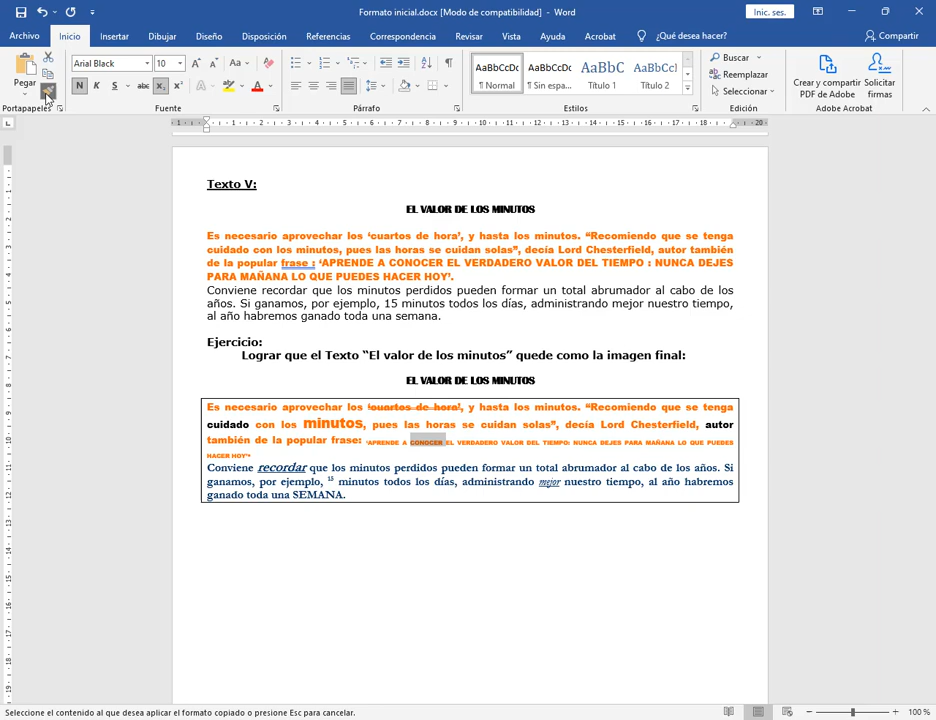 Formato inicial.docx [Modo de compatibilidad] - Word
Inic. ses.
Archivo Inicio Insertar Dibujar Diseño Disposición Referencias Correspondencia Revisar Vista Ayuda Acrobat ¿Qué desea hacer? Compartir
Pegar
Portapapeles
Arial Black 10 Aa
N K S abc x₂ x² A A
Fuente
Párrafo
AaBbCcDc AaBbCcDc AaBbC AaBbCcI
¶ Normal ¶ Sin espa... Título 1 Título 2
Estilos
Buscar
Reemplazar
Seleccionar
Edición
Crear y compartir PDF de Adobe
Solicitar firmas
Adobe Acrobat
Texto V:
EL VALOR DE LOS MINUTOS
Es necesario aprovechar los ‘cuartos de hora’, y hasta los minutos. “Recomiendo que se tenga
cuidado con los minutos, pues las horas se cuidan solas”, decía Lord Chesterfield, autor también
de la popular frase : ‘APRENDE A CONOCER EL VERDADERO VALOR DEL TIEMPO : NUNCA DEJES
PARA MAÑANA LO QUE PUEDES HACER HOY’.
Conviene recordar que los minutos perdidos pueden formar un total abrumador al cabo de los
años. Si ganamos, por ejemplo, 15 minutos todos los días, administrando mejor nuestro tiempo,
al año habremos ganado toda una semana.
Ejercicio:
Lograr que el Texto “El valor de los minutos” quede como la imagen final:
EL VALOR DE LOS MINUTOS
Es necesario aprovechar los ‘cuartos de hora’, y hasta los minutos. “Recomiendo que se tenga
cuidado con los minutos, pues las horas se cuidan solas”, decía Lord Chesterfield, autor
también de la popular frase: ‘APRENDE A CONOCER EL VERDADERO VALOR DEL TIEMPO: NUNCA DEJES PARA MAÑANA LO QUE PUEDES
HACER HOY’“
Conviene recordar que los minutos perdidos pueden formar un total abrumador al cabo de los años. Si
ganamos, por ejemplo, 15 minutos todos los días, administrando mejor nuestro tiempo, al año habremos
ganado toda una SEMANA.
Seleccione el contenido al que desea aplicar el formato copiado o presione Esc para cancelar.
100 %